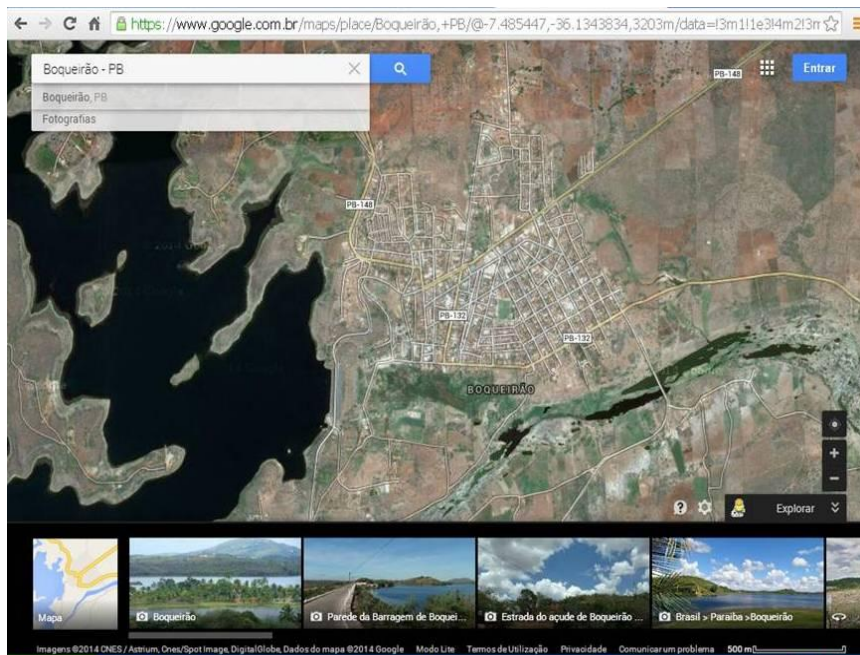 https://www.google.com.br/maps/place/Boqueirão,+PB/@-7.485447,-36.1343834,3203m/data=!3m1!1e3!4m2!3m
Boqueirão - PB
Boqueirão, PB
Fotografias
PB-148
Entrar
PB-148
PB-132
PB-132
BOQUEIRÃO
Explorar
Mapa
Boqueirão
Parede da Barragem de Boquei...
Estrada do açude de Boqueirão ...
Brasil > Paraiba >Boqueirão
Imagens ©2014 CNES / Astrium, Cnes/Spot Image, DigitalGlobe, Dados do mapa ©2014 Google Modo Lite Termos de Utilização Privacidade Comunicar um problema 500 m